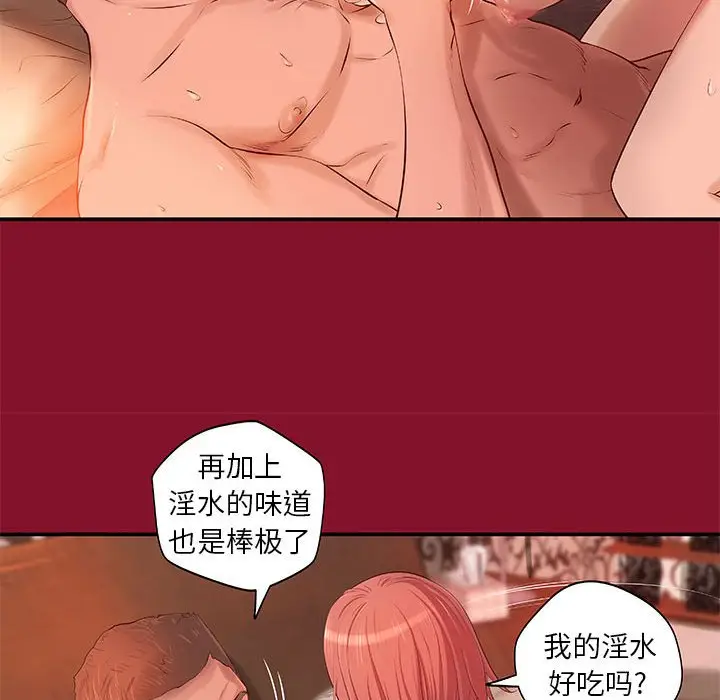 再加上
淫水的味道
也是棒极了
我的淫水
好吃吗?